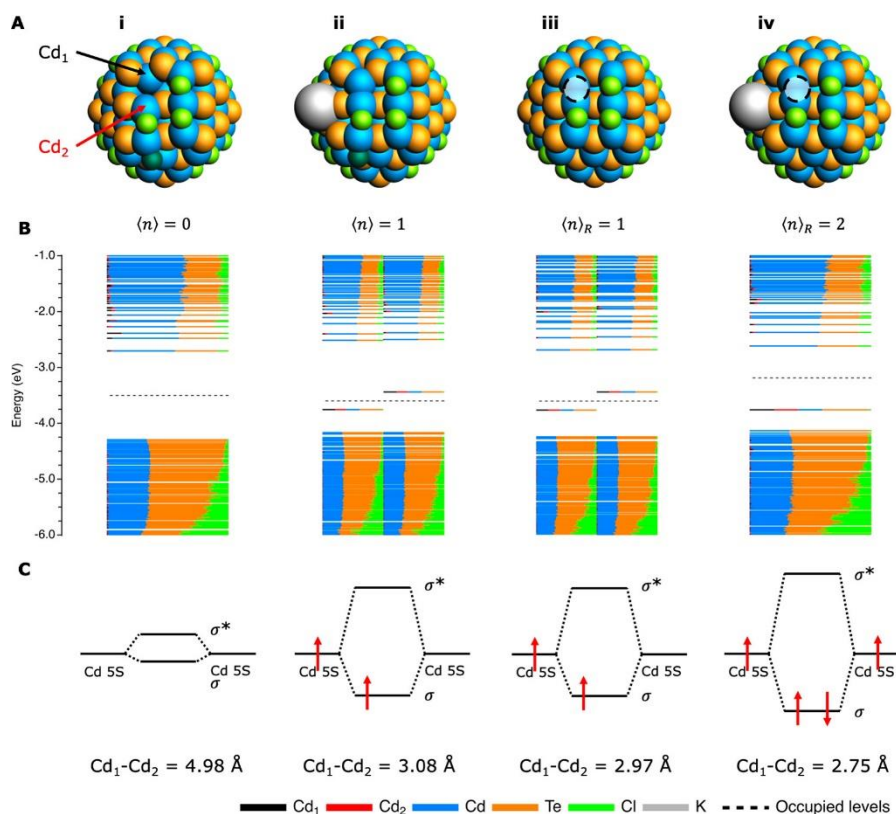 A i ii iii iv
Cd₁
Cd₂
B ⟨n⟩ = 0 ⟨n⟩ = 1 ⟨n⟩R = 1 ⟨n⟩R = 2
Energy (eV)
-1.0
-2.0
-3.0
-4.0
-5.0
-6.0
C
σ* σ* σ* σ*
Cd 5S Cd 5S Cd 5S Cd 5S Cd 5S Cd 5S Cd 5S Cd 5S
σ σ σ σ
Cd₁-Cd₂ = 4.98 Å Cd₁-Cd₂ = 3.08 Å Cd₁-Cd₂ = 2.97 Å Cd₁-Cd₂ = 2.75 Å
Cd₁ Cd₂ Cd Te Cl K Occupied levels